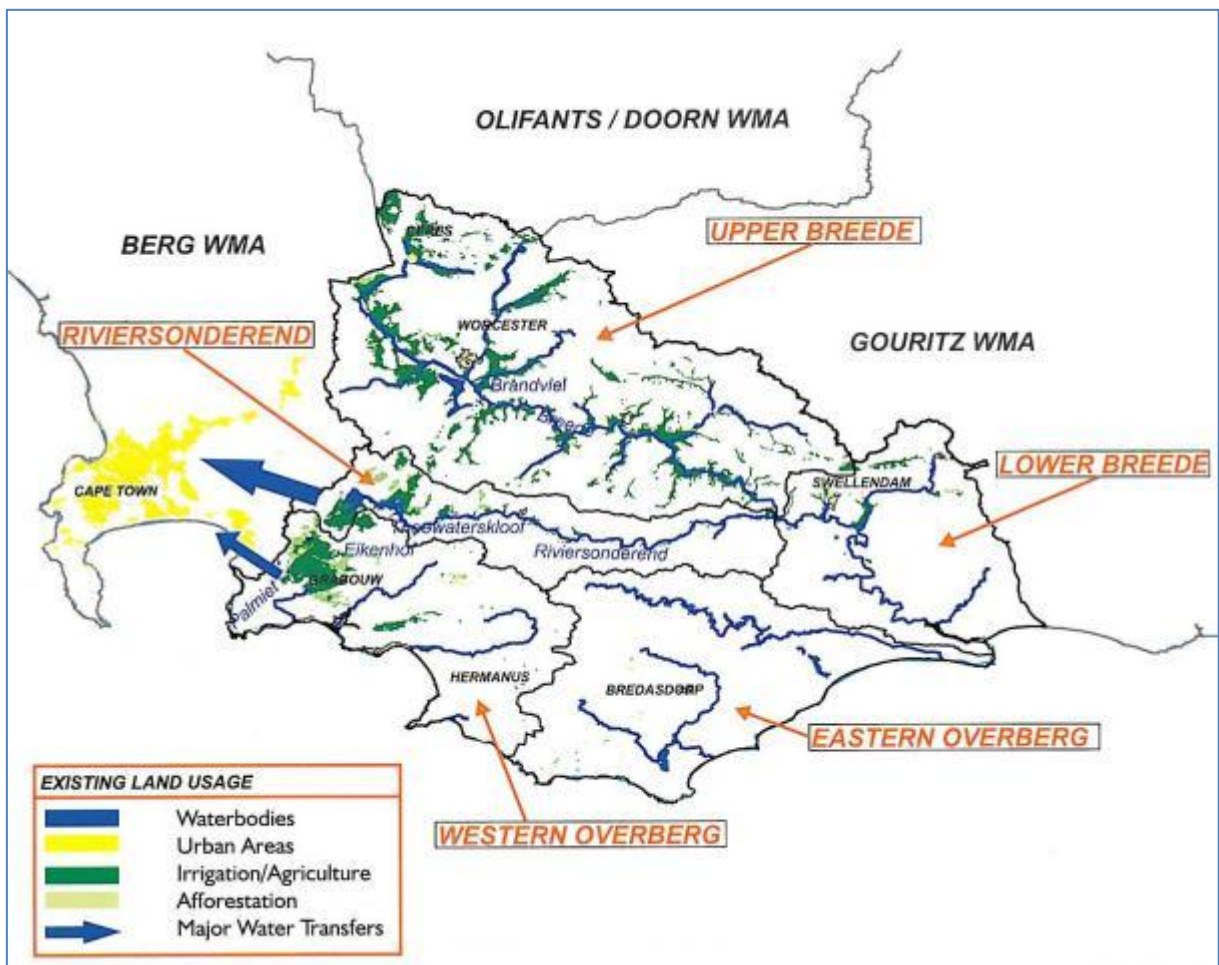 OLIFANTS / DOORN WMA
BERG WMA
UPPER BREEDE
CERES
RIVIERSONDEREND
WORCESTER
GOURITZ WMA
Brandvlei
Breede
LOWER BREEDE
SWELLENDAM
CAPE TOWN
Theewaterskloof
Eikenhof
Riviersonderend
GRABOUW
Palmiet
HERMANUS
BREDASDORP
EASTERN OVERBERG
WESTERN OVERBERG
EXISTING LAND USAGE
Waterbodies
Urban Areas
Irrigation/Agriculture
Afforestation
Major Water Transfers